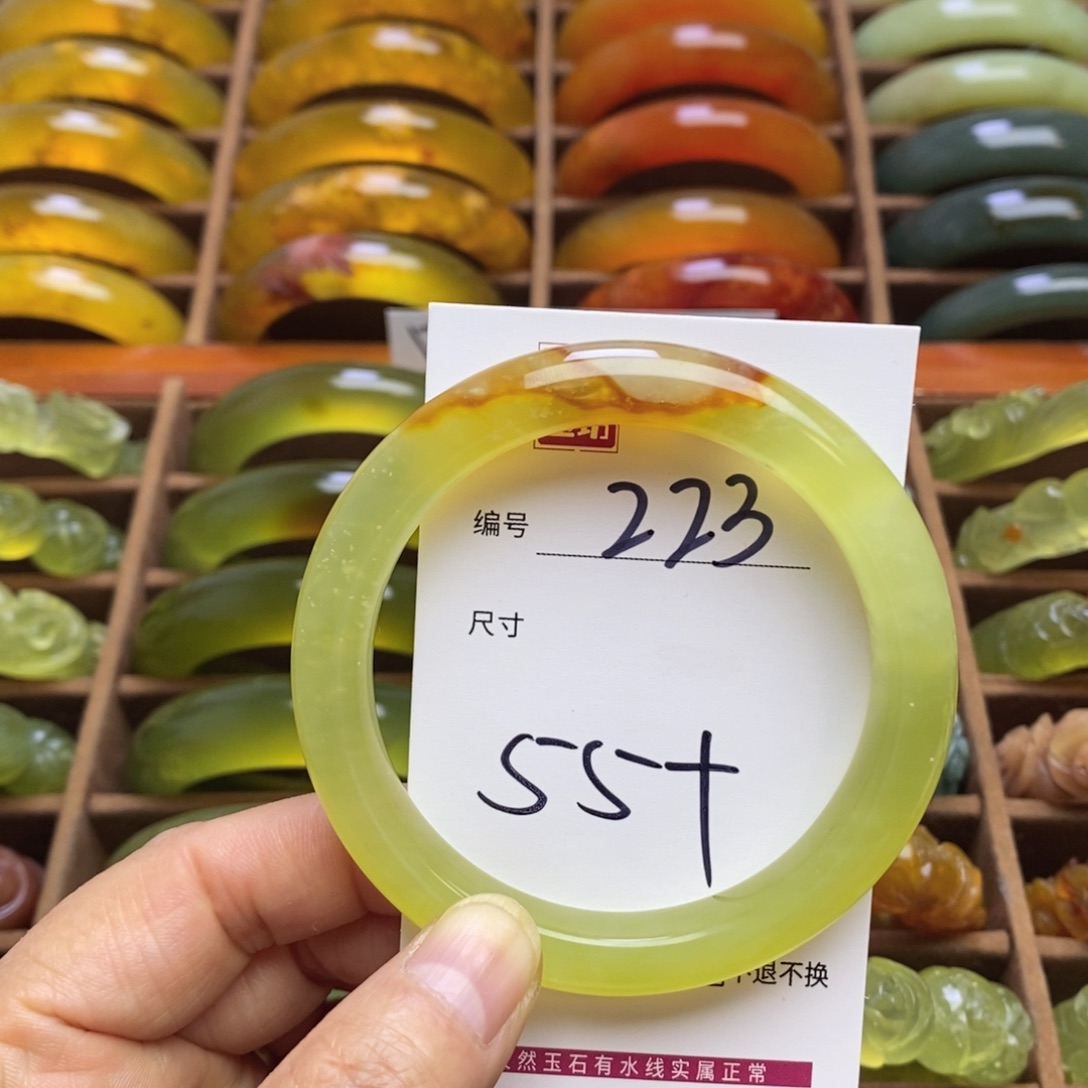 编号 223
尺寸
55+
不退不换
然玉石有水线实属正常